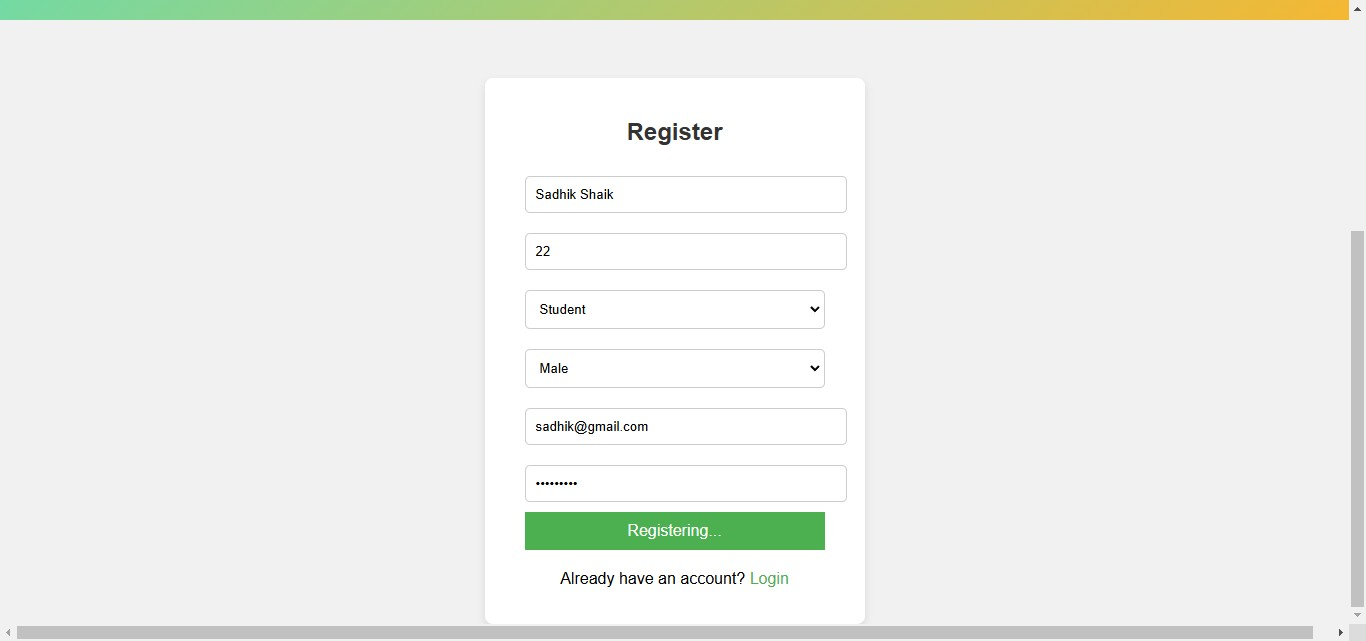 Register
Sadhik Shaik
22
Student
Male
sadhik@gmail.com
•••••••••
Registering...
Already have an account? Login